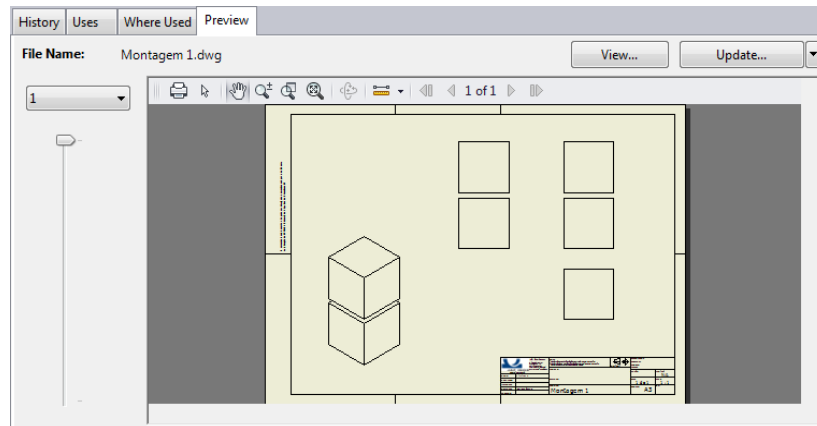 History Uses Where Used Preview
File Name: Montagem 1.dwg View... Update...
1
1 of 1
Montagem 1
A3